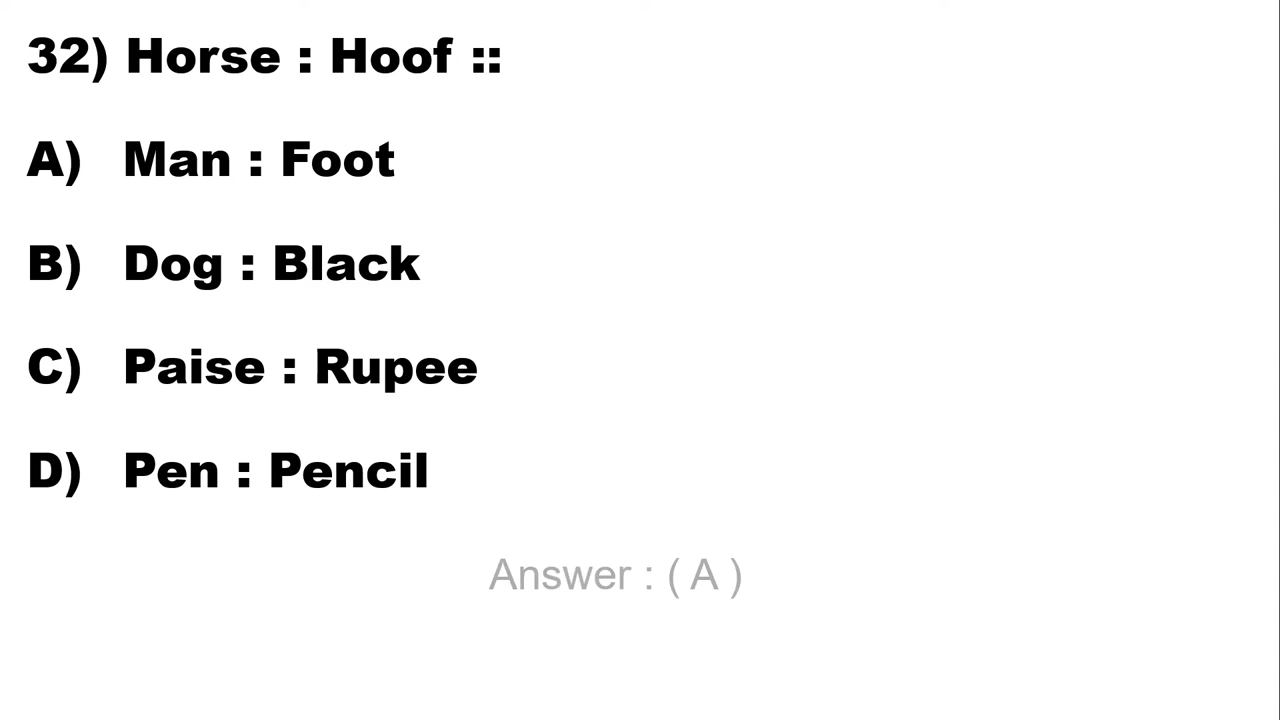 32) Horse : Hoof ::
A) Man : Foot
B) Dog : Black
C) Paise : Rupee
D) Pen : Pencil
Answer : ( A )